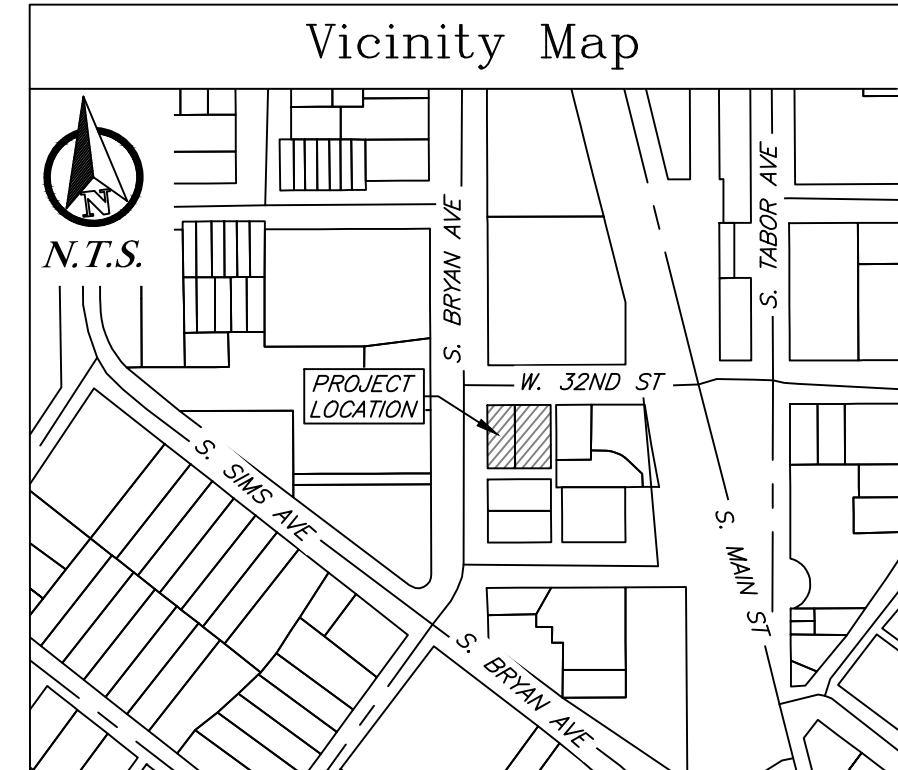 Vicinity Map
N
N.T.S.
S. BRYAN AVE
S. TABOR AVE
W. 32ND ST
PROJECT
LOCATION
S. SIMS AVE
S. MAIN ST
S. BRYAN AVE